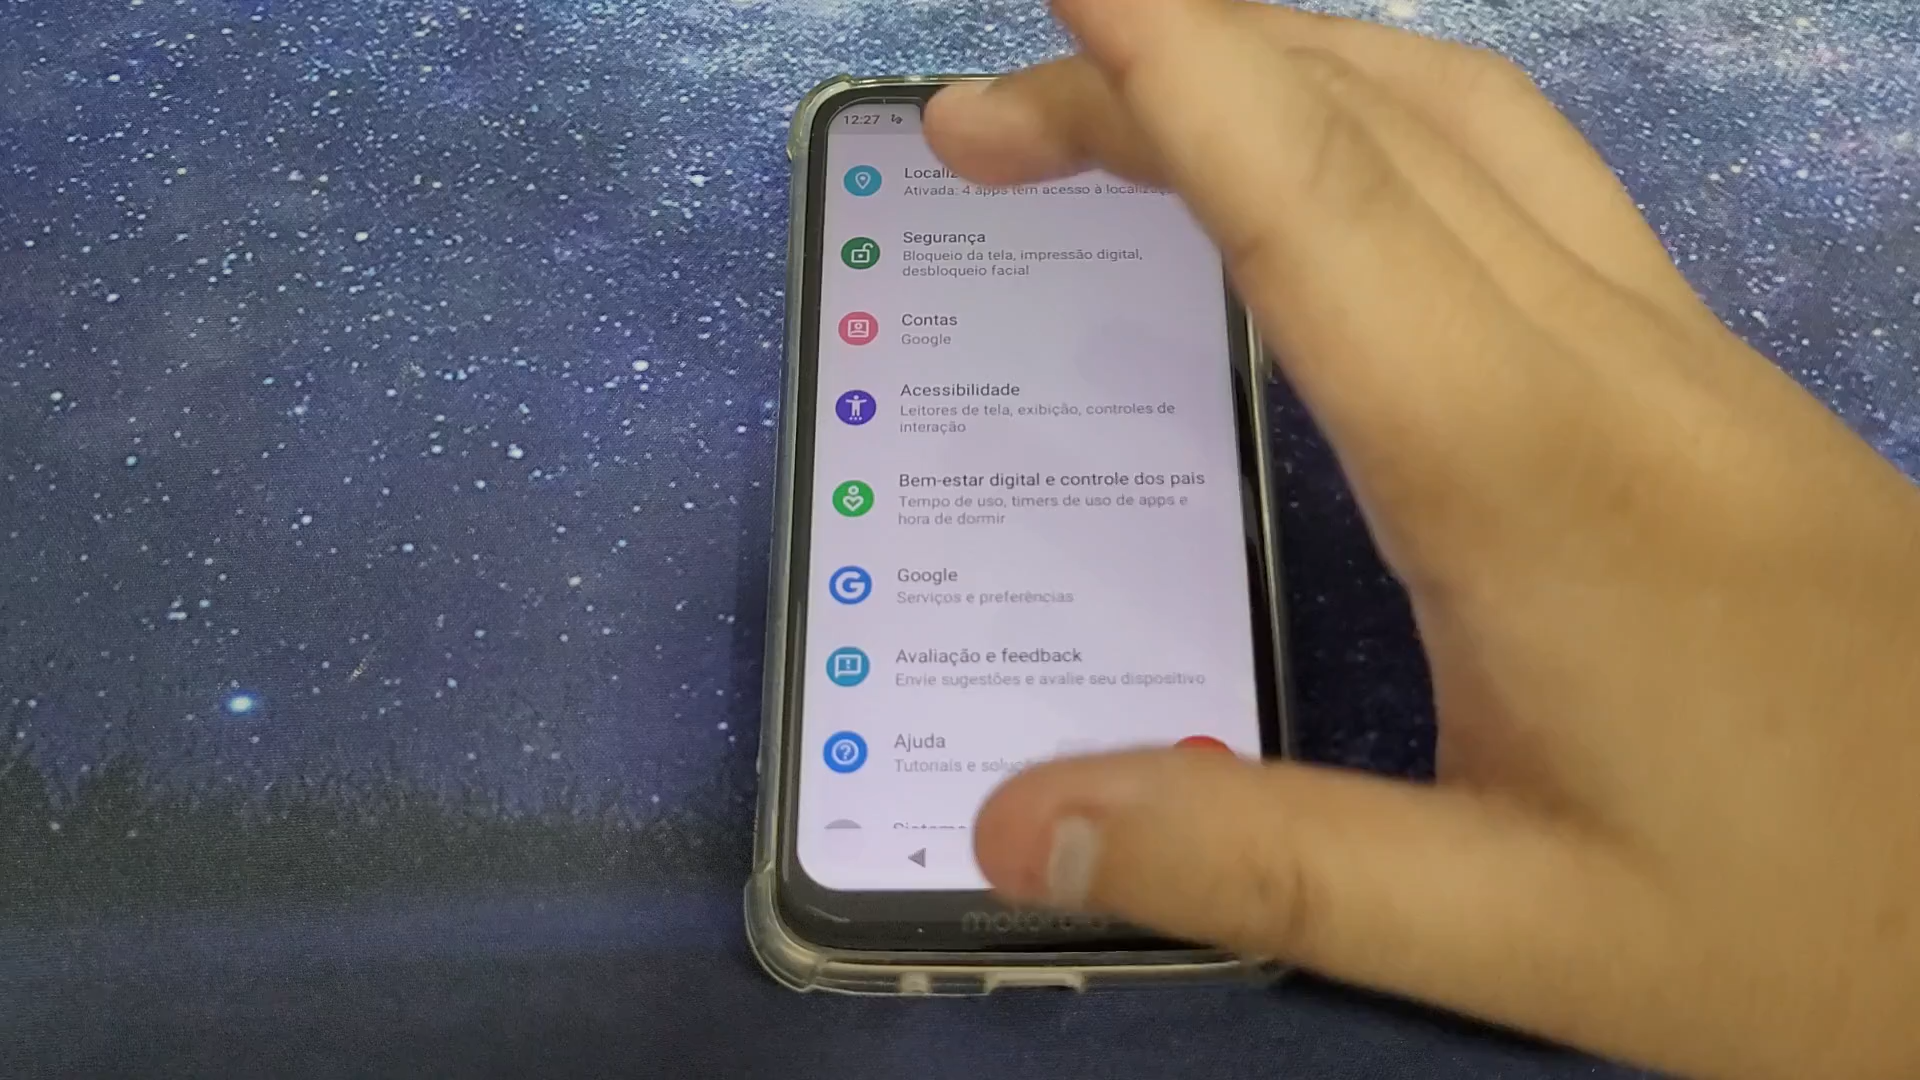 12:27
Ativada: 4 apps têm acesso à
Segurança
Bloqueio da tela, impressão digital,
desbloqueio facial
Contas
Google
Acessibilidade
Leitores de tela, exibição, controles de
interação
Bem-estar digital e controle dos pais
Tempo de uso, timers de uso de apps e
hora de dormir
Google
Serviços e preferências
Avaliação e feedback
Envie sugestões e avalie seu dispositivo
Ajuda
Tutoriais e